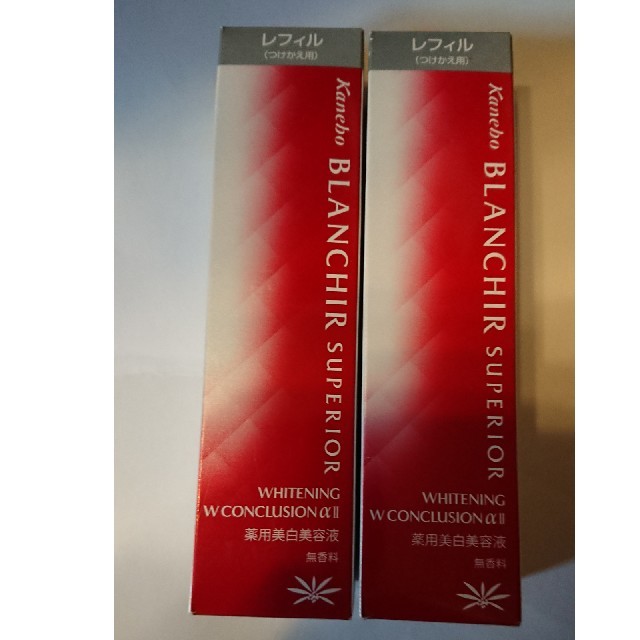 レフィル
(つけかえ用)
Kanebo BLANCHIR SUPERIOR
WHITENING
W CONCLUSION α II
薬用美白美容液
無香料
レフィル
(つけかえ用)
Kanebo BLANCHIR SUPERIOR
WHITENING
W CONCLUSION α II
薬用美白美容液
無香料